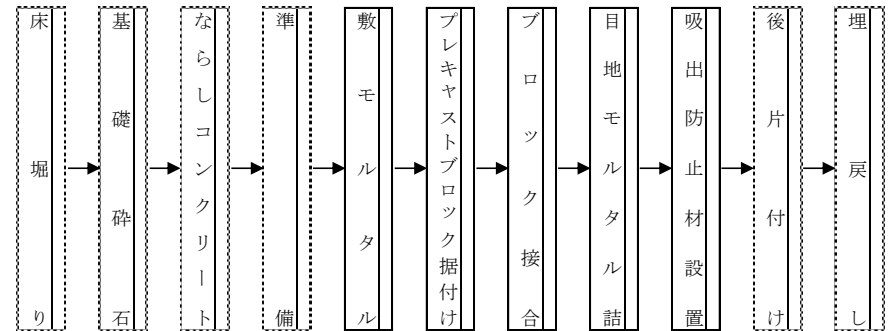 床堀り
基礎砕石
ならしコンクリート
準備
敷モルタル
プレキャストブロック据付け
ブロック接合
目地モルタル詰
吸出防止材設置
後片付け
埋戻し